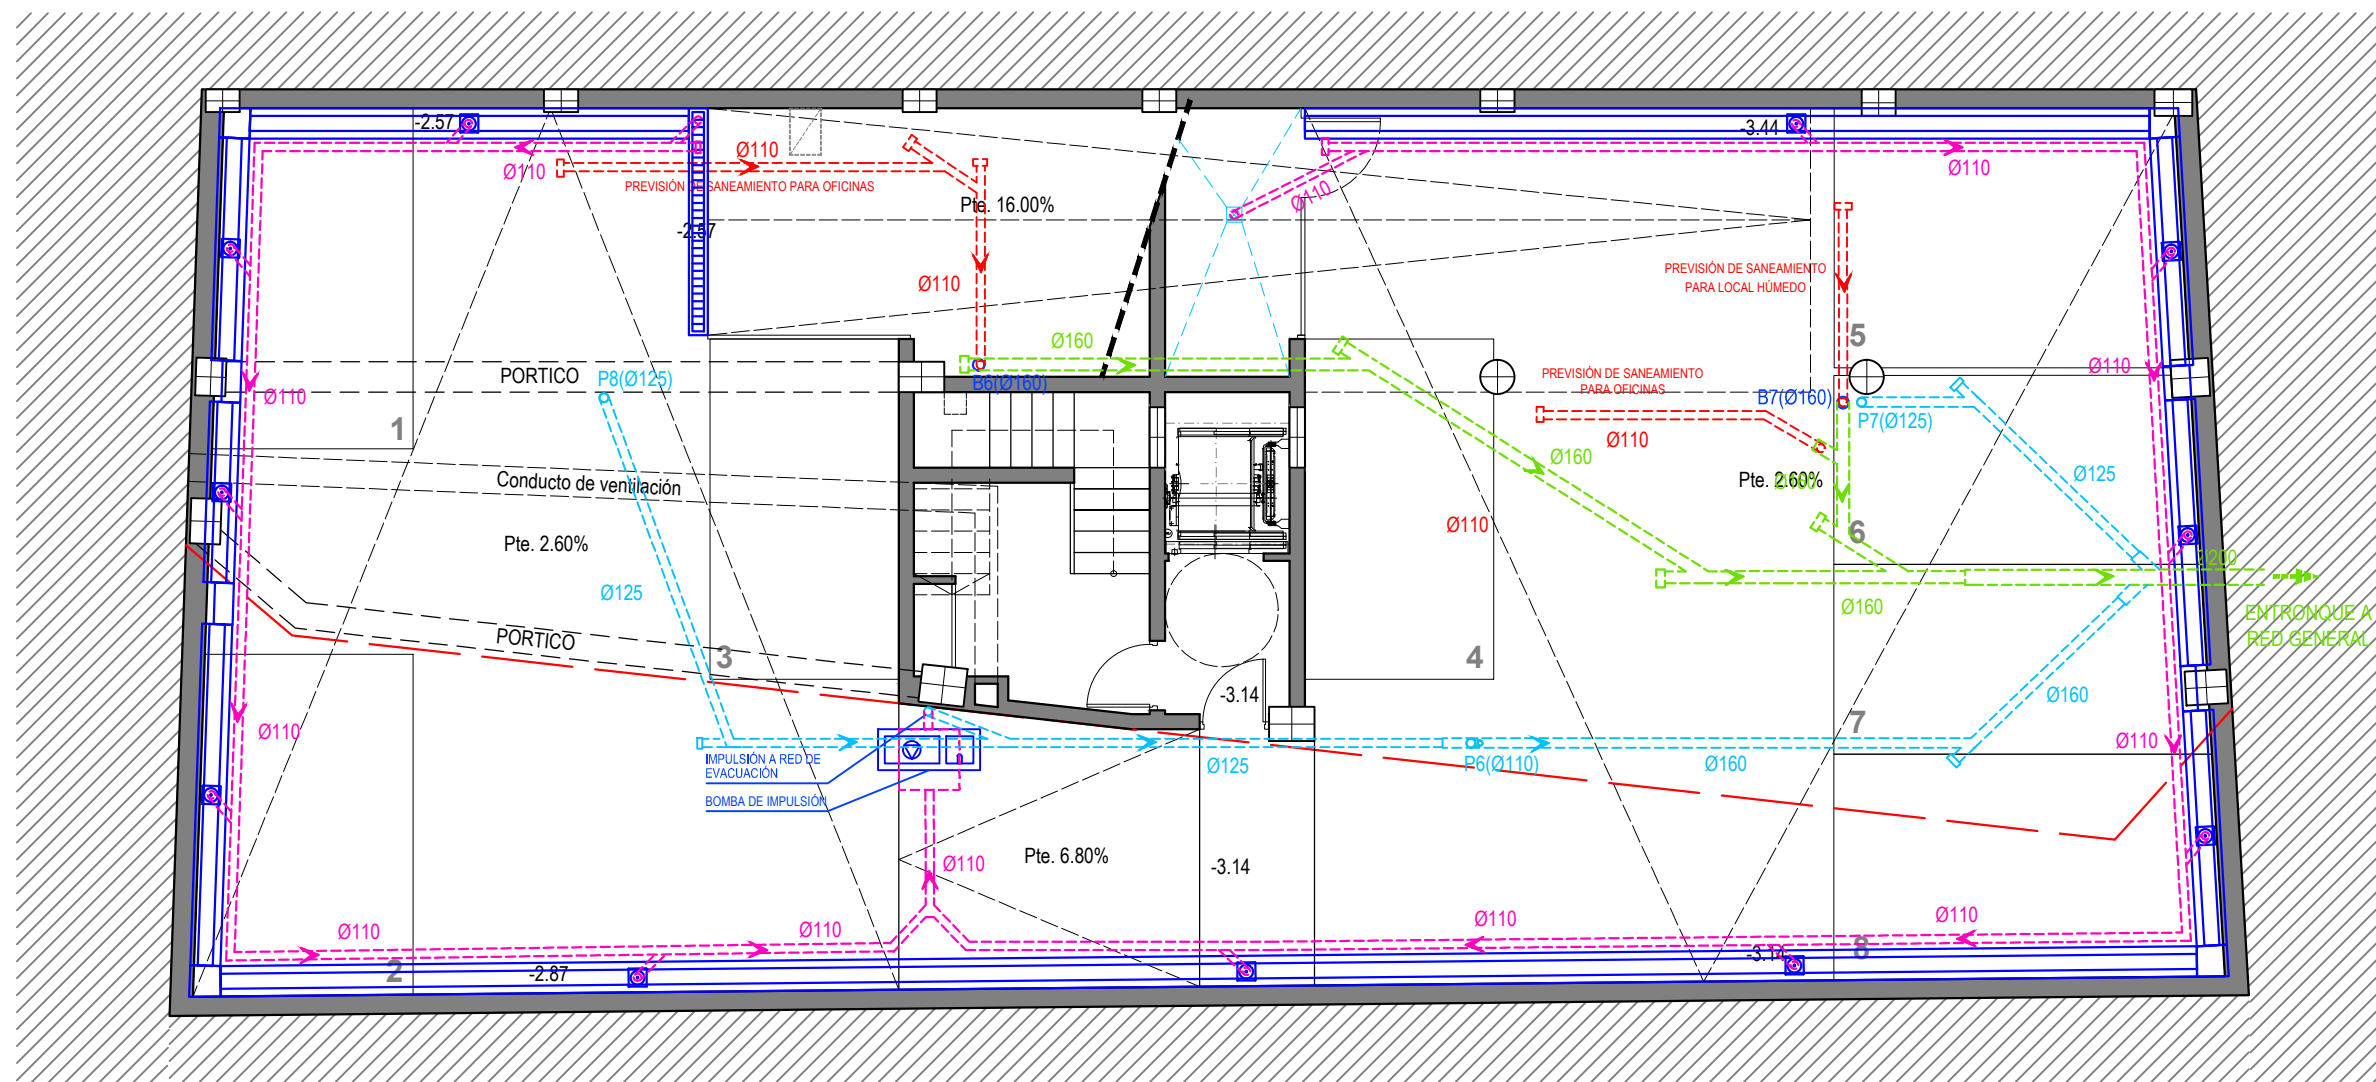 -2.57
-3.44
Ø110
Ø110
Ø110
PREVISIÓN DE SANEAMIENTO PARA OFICINAS
Ø110
Pte. 16.00%
-2.57
PREVISIÓN DE SANEAMIENTO
PARA LOCAL HÚMEDO
Ø110
5
Ø160
PORTICO
P8(Ø125)
B6(Ø160)
PREVISIÓN DE SANEAMIENTO
PARA OFICINAS
Ø110
Ø110
B7(Ø160)
P7(Ø125)
1
Ø110
Ø160
Ø125
Conducto de ventilación
Pte. 2.60%
Ø160
Ø110
6
Pte. 2.60%
Ø200
Ø125
Ø160
ENTRONQUE A
RED GENERAL
PORTICO
3
4
-3.14
Ø160
7
Ø110
Ø110
IMPULSIÓN A RED DE
EVACUACIÓN
Ø125
P6(Ø110)
Ø160
BOMBA DE IMPULSIÓN
Ø110
Pte. 6.80%
-3.14
Ø110
Ø110
Ø110
Ø110
2
-2.87
-3.14
8